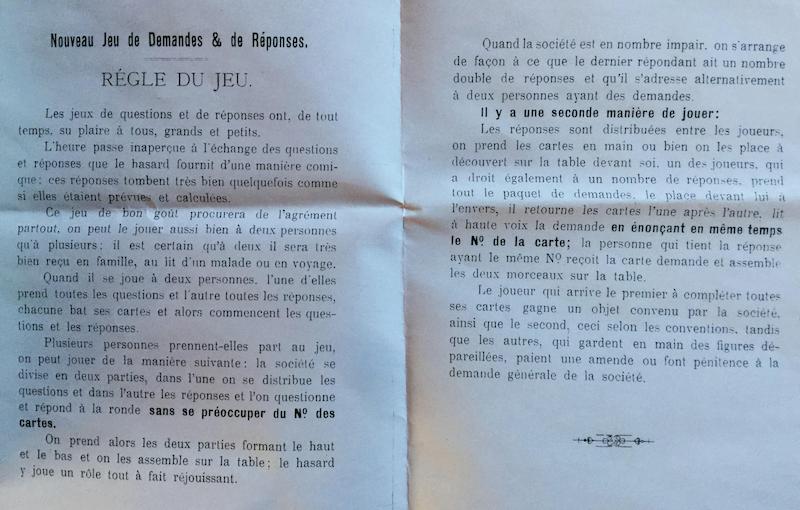 Nouveau Jeu de Demandes & de Réponses.
RÉGLE DU JEU.
Les jeux de questions et de réponses ont, de tout
temps, su plaire à tous, grands et petits.
L'heure passe inaperçue à l'échange des questions
et réponses que le hasard fournit d'une manière comi-
que; ces réponses tombent très bien quelquefois comme
si elles étaient prévues et calculées.
Ce jeu de bon goût procurera de l'agrément
partout, on peut le jouer aussi bien à deux personnes
qu'à plusieurs; il est certain qu'à deux il sera très
bien reçu en famille, au lit d'un malade ou en voyage.
Quand il se joue à deux personnes, l'une d'elles
prend toutes les questions et l'autre toutes les réponses,
chacune bat ses cartes et alors commencent les ques-
tions et les réponses.
Plusieurs personnes prennent-elles part au jeu,
on peut jouer de la manière suivante: la société se
divise en deux parties, dans l'une on se distribue les
questions et dans l'autre les réponses et l'on questionne
et répond à la ronde sans se préoccuper du Nº des
cartes.
On prend alors les deux parties formant le haut
et le bas et on les assemble sur la table; le hasard
y joue un rôle tout à fait réjouissant.
Quand la société est en nombre impair, on s'arrange
de façon à ce que le dernier répondant ait un nombre
double de réponses et qu'il s'adresse alternativement
à deux personnes ayant des demandes.
Il y a une seconde manière de jouer:
Les réponses sont distribuées entre les joueurs,
on prend les cartes en main ou bien on les place à
découvert sur la table devant soi, un des joneurs, qui
a droit également à un nombre de réponses, prend
tout le paquet de demandes, le place devant lui à
l'envers, il retourne les cartes l'une après l'autre, lit
à haute voix la demande en énonçant en même temps
le Nº de la carte; la personne qui tient la réponse
ayant le même Nº reçoit la carte demande et assemble
les deux morceaux sur la table.
Le joueur qui arrive le premier à compléter toutes
ses cartes gagne un objet convenu par la société,
ainsi que le second, ceci selon les conventions, tandis
que les autres, qui gardent en main des figures dé-
pareillées, paient une amende ou font pénitence à la
demande générale de la société.